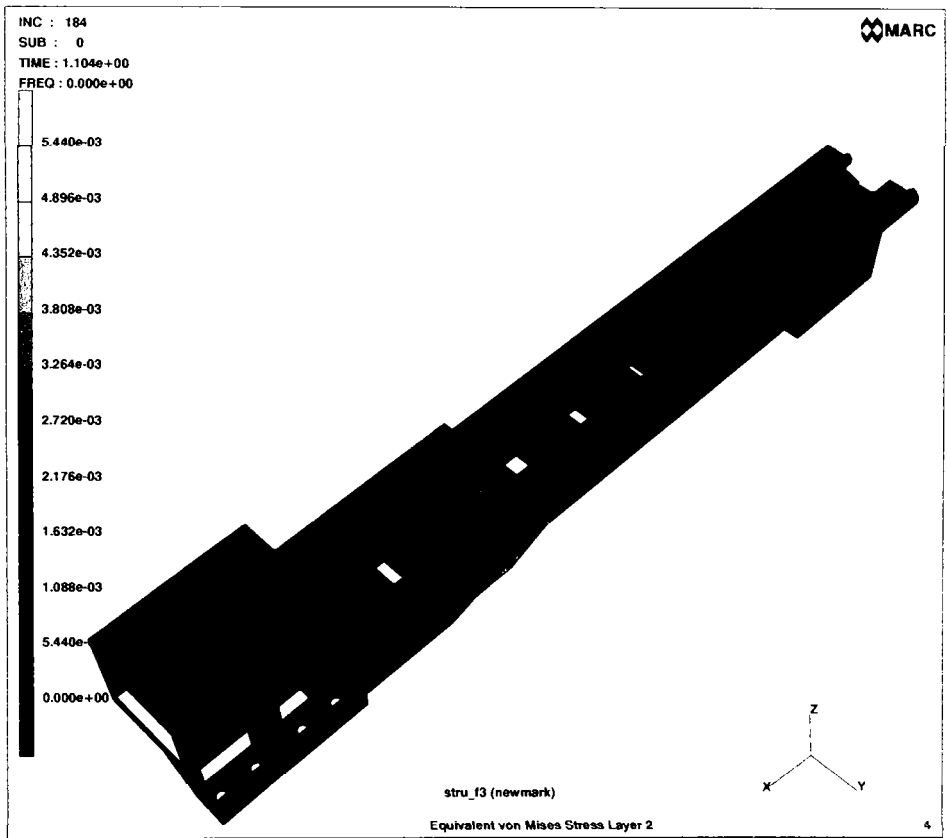 INC : 184
SUB : 0
TIME : 1.104e+00
FREQ : 0.000e+00
MARC
5.440e-03
4.896e-03
4.352e-03
3.808e-03
3.264e-03
2.720e-03
2.176e-03
1.632e-03
1.088e-03
5.440e-
0.000e+00
Z
X
Y
stru_f3 (newmark)
Equivalent von Mises Stress Layer 2
4